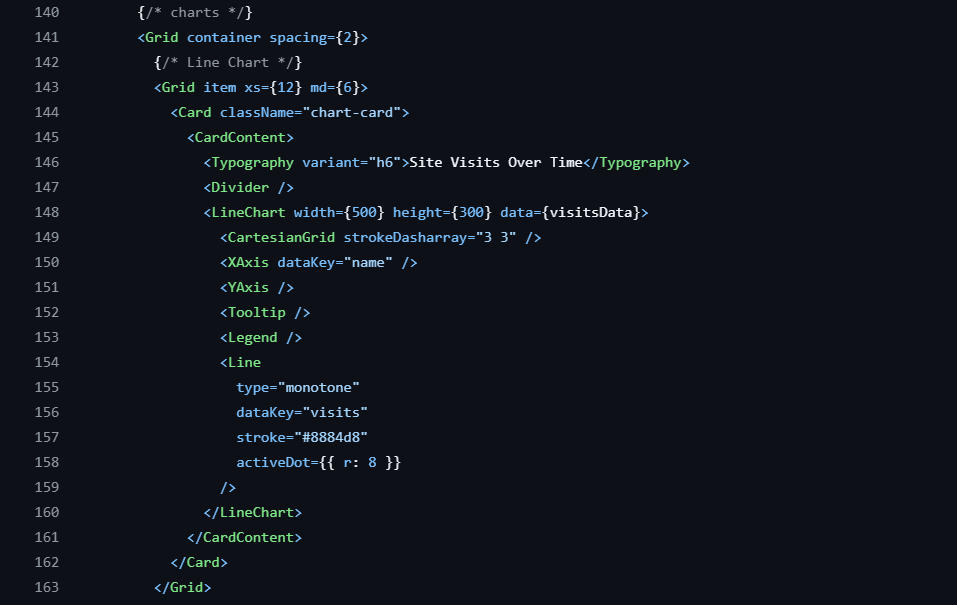 140 {/* charts */}
141 <Grid container spacing={2}>
142 {/* Line Chart */}
143 <Grid item xs={12} md={6}>
144 <Card className="chart-card">
145 <CardContent>
146 <Typography variant="h6">Site Visits Over Time</Typography>
147 <Divider />
148 <LineChart width={500} height={300} data={visitsData}>
149 <CartesianGrid strokeDasharray="3 3" />
150 <XAxis dataKey="name" />
151 <YAxis />
152 <Tooltip />
153 <Legend />
154 <Line
155 type="monotone"
156 dataKey="visits"
157 stroke="#8884d8"
158 activeDot={{ r: 8 }}
159 />
160 </LineChart>
161 </CardContent>
162 </Card>
163 </Grid>